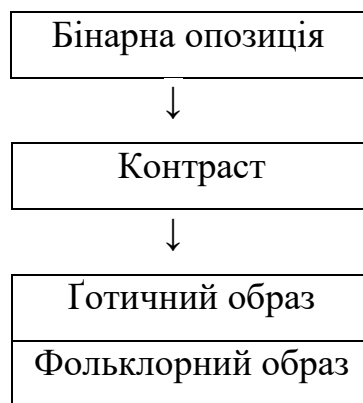 Бінарна опозиція
↓
Контраст
↓
Ґотичний образ
Фольклорний образ